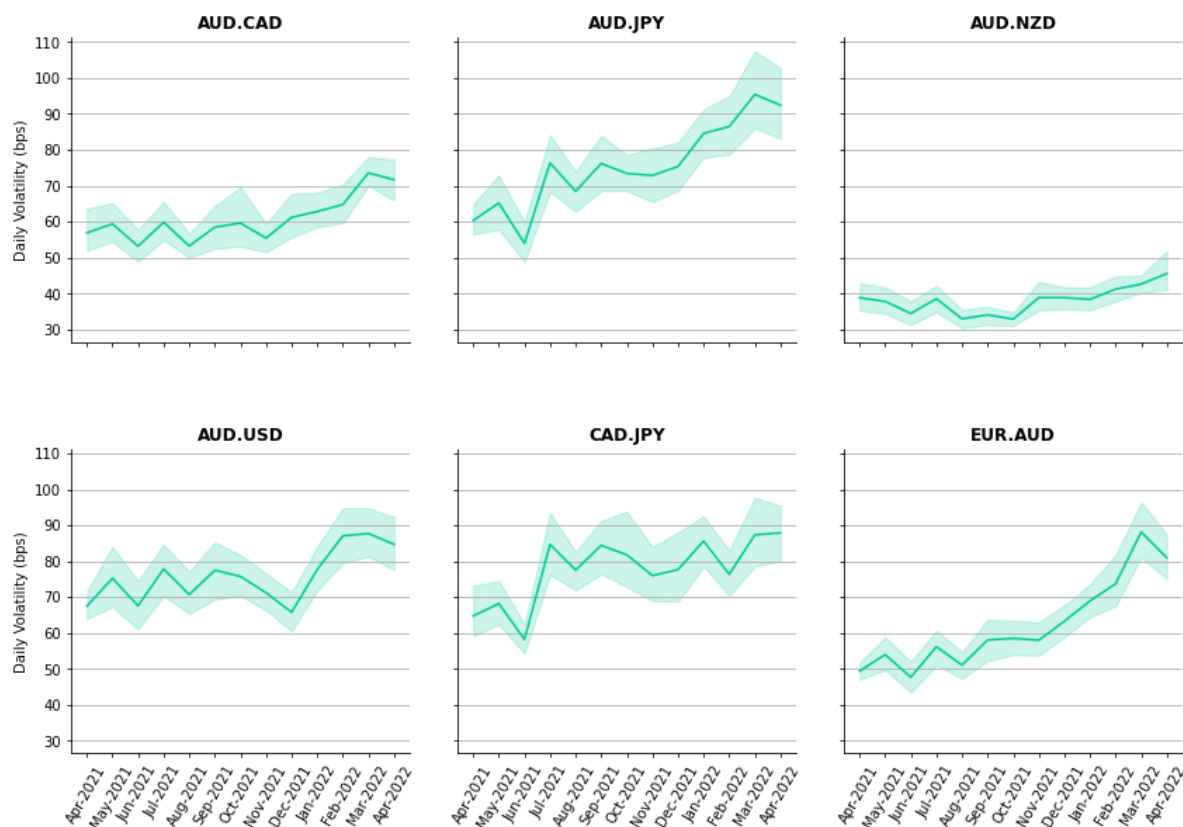 AUD.CAD
AUD.JPY
AUD.NZD
Daily Volatility (bps)
110
100
90
80
70
60
50
40
30
AUD.USD
CAD.JPY
EUR.AUD
Daily Volatility (bps)
110
100
90
80
70
60
50
40
30
Apr-2021
May-2021
Jun-2021
Jul-2021
Aug-2021
Sep-2021
Oct-2021
Nov-2021
Dec-2021
Jan-2022
Feb-2022
Mar-2022
Apr-2022
Apr-2021
May-2021
Jun-2021
Jul-2021
Aug-2021
Sep-2021
Oct-2021
Nov-2021
Dec-2021
Jan-2022
Feb-2022
Mar-2022
Apr-2022
Apr-2021
May-2021
Jun-2021
Jul-2021
Aug-2021
Sep-2021
Oct-2021
Nov-2021
Dec-2021
Jan-2022
Feb-2022
Mar-2022
Apr-2022